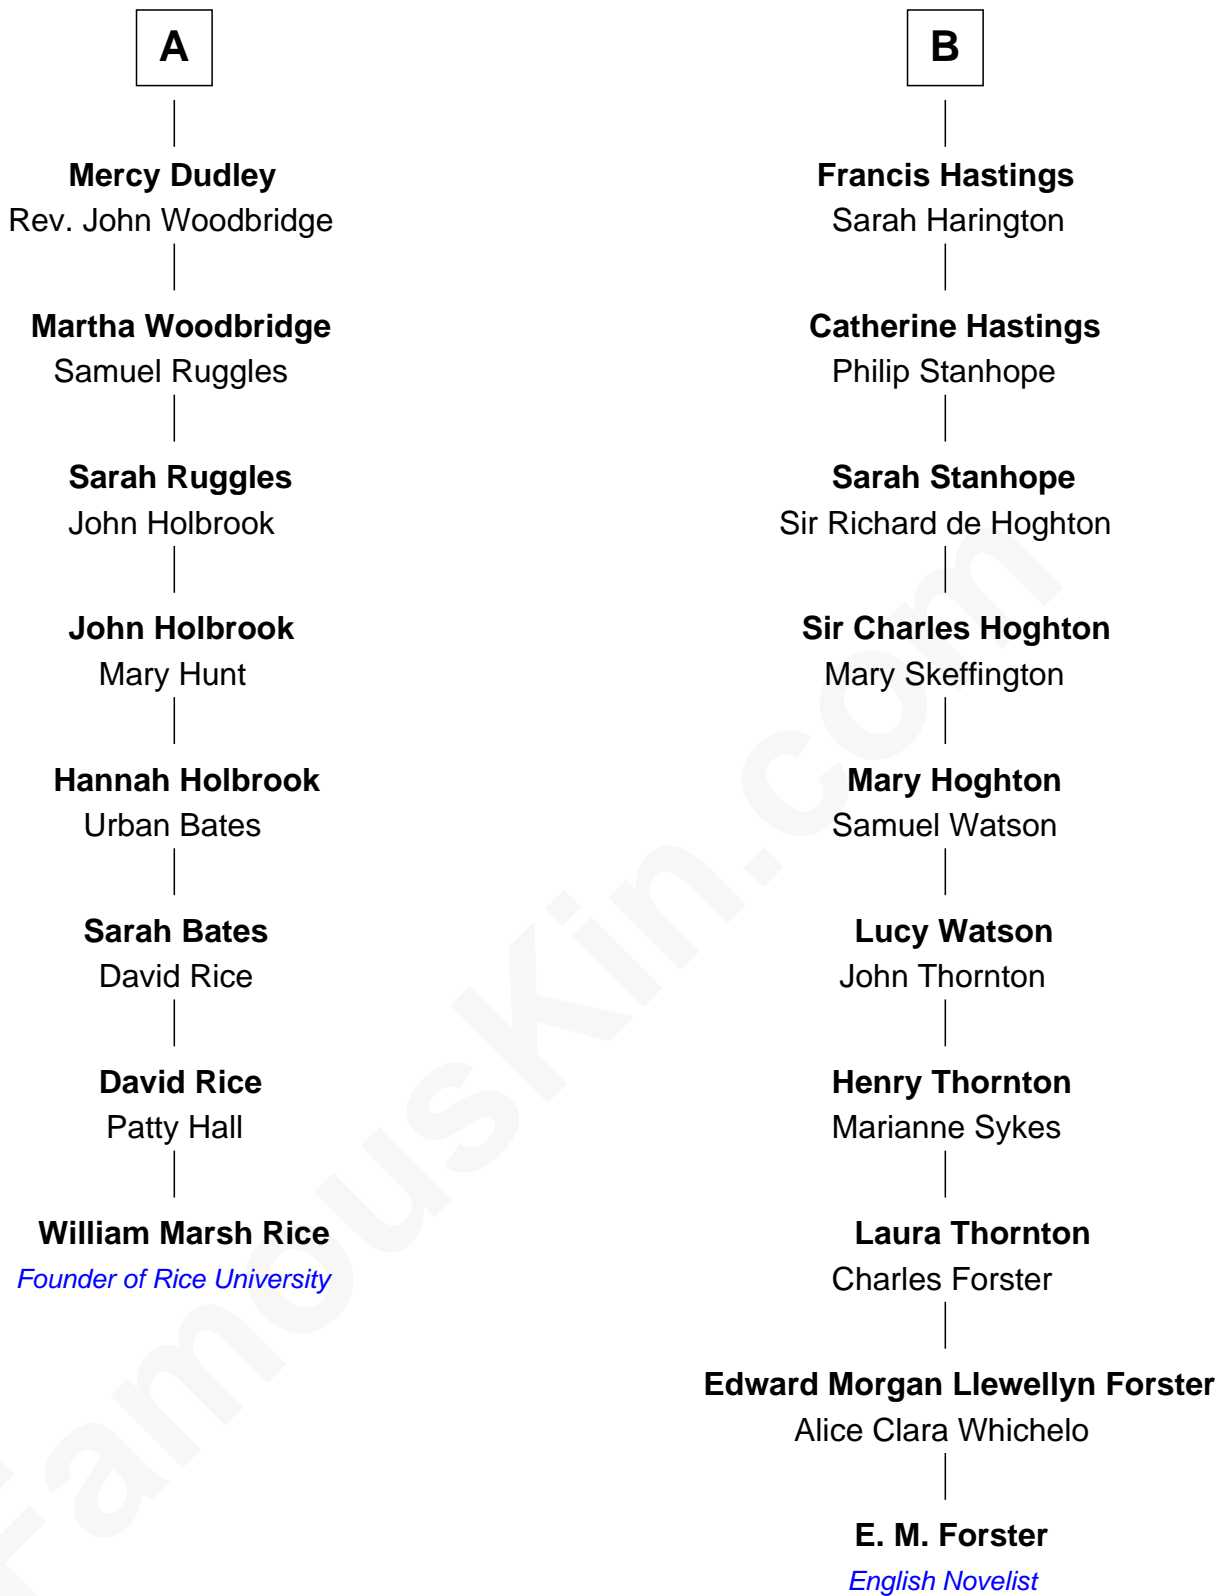 A
Mercy Dudley
Rev. John Woodbridge
Martha Woodbridge
Samuel Ruggles
Sarah Ruggles
John Holbrook
John Holbrook
Mary Hunt
Hannah Holbrook
Urban Bates
Sarah Bates
David Rice
David Rice
Patty Hall
William Marsh Rice
Founder of Rice University
B
Francis Hastings
Sarah Harington
Catherine Hastings
Philip Stanhope
Sarah Stanhope
Sir Richard de Hoghton
Sir Charles Hoghton
Mary Skeffington
Mary Hoghton
Samuel Watson
Lucy Watson
John Thornton
Henry Thornton
Marianne Sykes
Laura Thornton
Charles Forster
Edward Morgan Llewellyn Forster
Alice Clara Whichelo
E. M. Forster
English Novelist
FamousKin.com